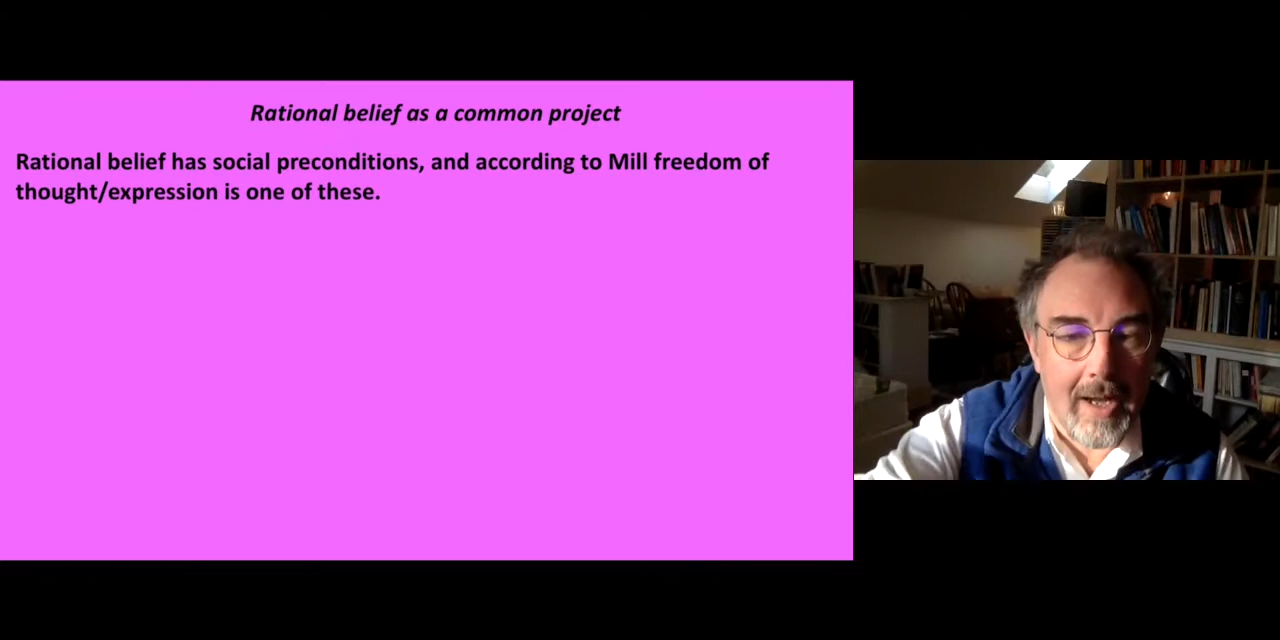 Rational belief as a common project
Rational belief has social preconditions, and according to Mill freedom of
thought/expression is one of these.